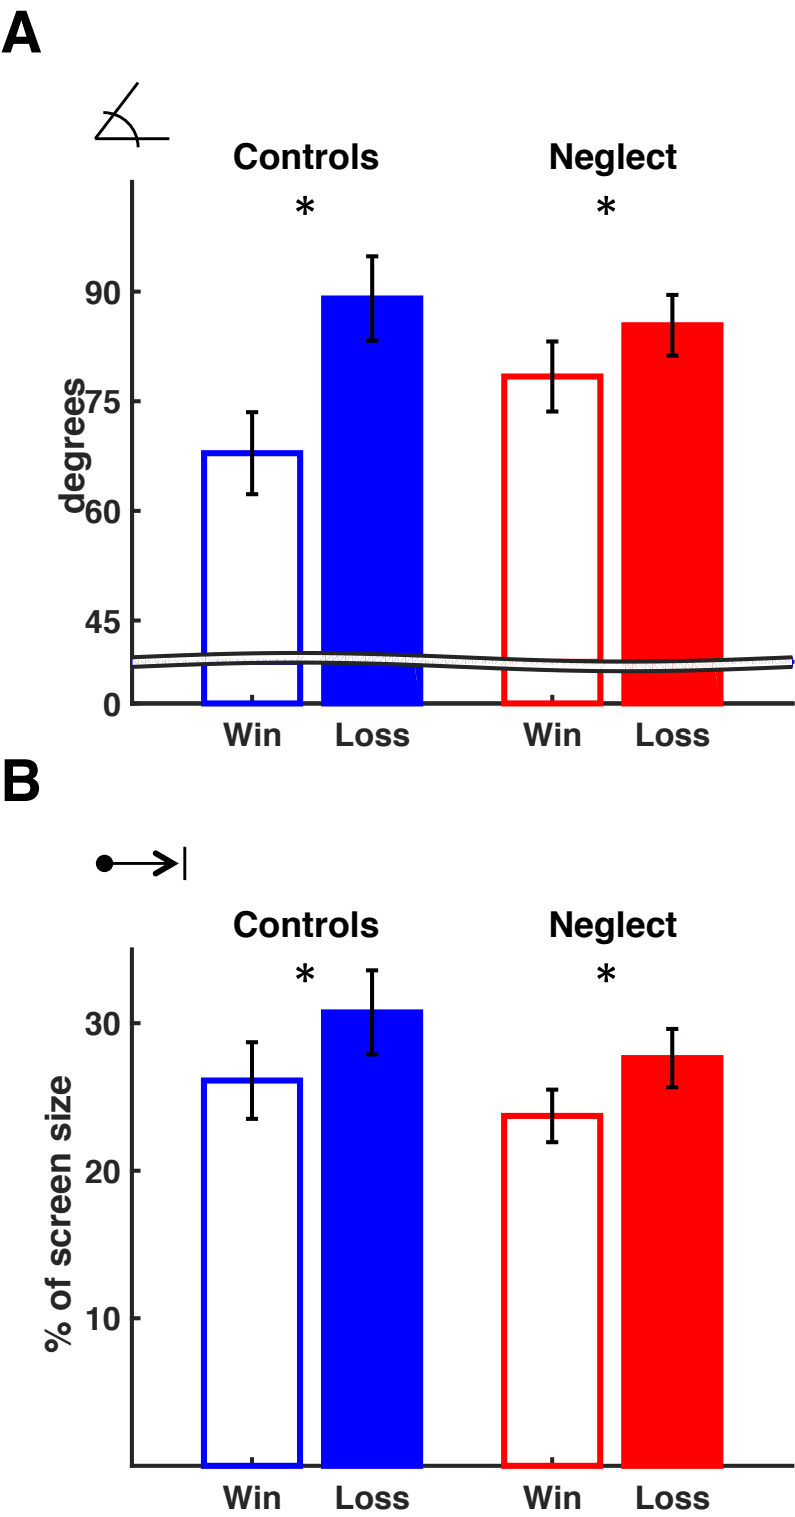 A
Controls Neglect
* *
90
75
60
45
0
degrees
Win Loss Win Loss
B
Controls Neglect
* *
30
20
10
% of screen size
Win Loss Win Loss